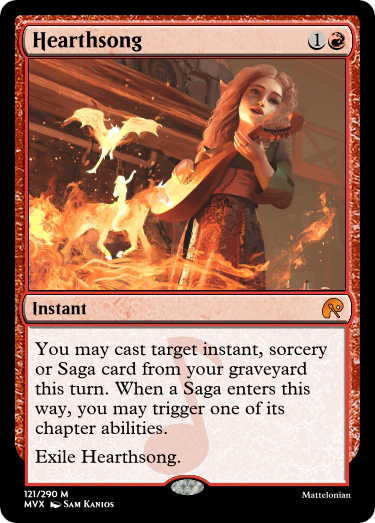 Hearthsong
1
Instant
You may cast target instant, sorcery
or Saga card from your graveyard
this turn. When a Saga enters this
way, you may trigger one of its
chapter abilities.
Exile Hearthsong.
121/290 M
MVX SAM KANIOS
Mattelonian